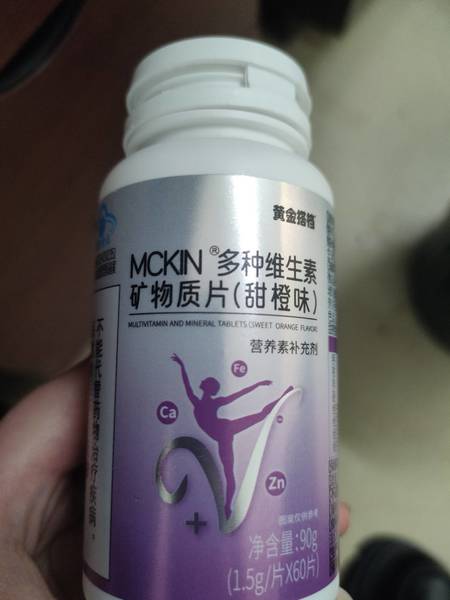 黄金搭档
MCKIN® 多种维生素
矿物质片(甜橙味)
MULTIVITAMIN AND MINERAL TABLETS (SWEET ORANGE FLAVOR)
营养素补充剂
Fe
Ca
Zn
+
图案仅供参考
净含量:90g
(1.5g/片X60片)
不能代替药物治疗疾病。